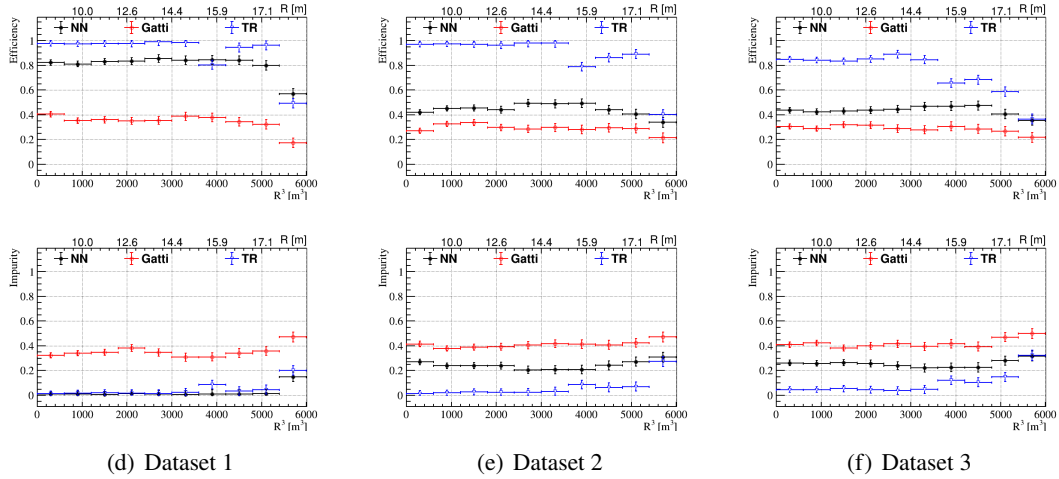 10.0 12.6 14.4 15.9 17.1 R [m]
Efficiency
NN Gatti TR
1
0.8
0.6
0.4
0.2
0
0 1000 2000 3000 4000 5000 6000
R³ [m³]
10.0 12.6 14.4 15.9 17.1 R [m]
Efficiency
NN Gatti TR
1
0.8
0.6
0.4
0.2
0
0 1000 2000 3000 4000 5000 6000
R³ [m³]
10.0 12.6 14.4 15.9 17.1 R [m]
Efficiency
NN Gatti TR
1
0.8
0.6
0.4
0.2
0
0 1000 2000 3000 4000 5000 6000
R³ [m³]
10.0 12.6 14.4 15.9 17.1 R [m]
Impurity
NN Gatti TR
1
0.8
0.6
0.4
0.2
0
0 1000 2000 3000 4000 5000 6000
R³ [m³]
10.0 12.6 14.4 15.9 17.1 R [m]
Impurity
NN Gatti TR
1
0.8
0.6
0.4
0.2
0
0 1000 2000 3000 4000 5000 6000
R³ [m³]
10.0 12.6 14.4 15.9 17.1 R [m]
Impurity
NN Gatti TR
1
0.8
0.6
0.4
0.2
0
0 1000 2000 3000 4000 5000 6000
R³ [m³]
(d) Dataset 1
(e) Dataset 2
(f) Dataset 3